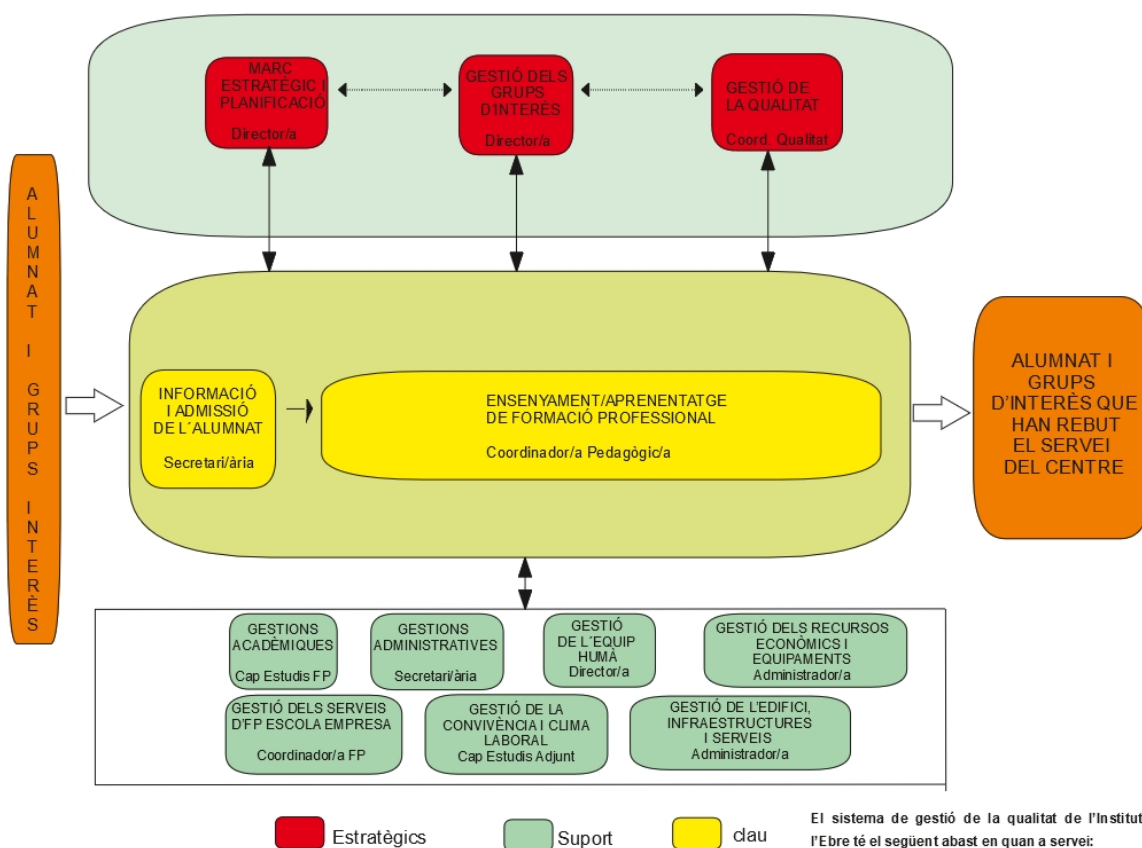 MARC
ESTRATÈGIC I
PLANIFICACIÓ
Director/a
GESTIÓ DELS
GRUPS
D'INTERÈS
Director/a
GESTIÓ DE
LA QUALITAT
Coord. Qualitat
ALUMNAT I GRUPS INTERÈS
INFORMACIÓ
I ADMISSIÓ
DE L´ALUMNAT
Secretari/ària
ENSENYAMENT/APRENENTATGE
DE FORMACIÓ PROFESSIONAL
Coordinador/a Pedagògic/a
ALUMNAT I
GRUPS
D'INTERÈS QUE
HAN REBUT
EL SERVEI
DEL CENTRE
GESTIONS
ACADÈMIQUES
Cap Estudis FP
GESTIONS
ADMINISTRATIVES
Secretari/ària
GESTIÓ
DE L´EQUIP
HUMÀ
Director/a
GESTIÓ DELS RECURSOS
ECONÒMICS I
EQUIPAMENTS
Administrador/a
GESTIÓ DELS SERVEIS
D'FP ESCOLA EMPRESA
Coordinador/a FP
GESTIÓ DE LA
CONVIVÈNCIA I CLIMA
LABORAL
Cap Estudis Adjunt
GESTIÓ DE L'EDIFICI,
INFRAESTRUCTURES
I SERVEIS
Administrador/a
Estratègics
Suport
clau
El sistema de gestió de la qualitat de l'Institut
l'Ebre té el següent abast en quan a servei: